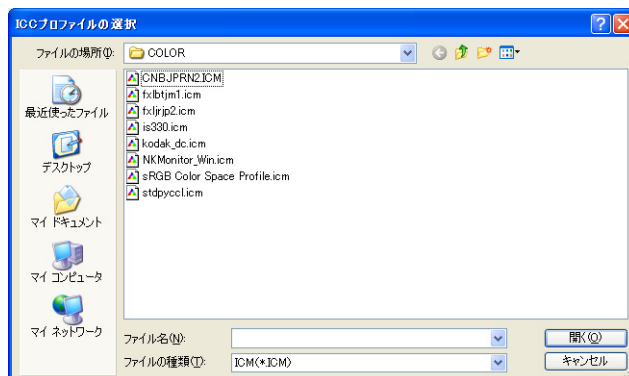 ICCプロファイルの選択
ファイルの場所(I):
COLOR
最近使ったファイル
デスクトップ
マイ ドキュメント
マイ コンピュータ
マイ ネットワーク
CNBJPRN2.ICM
fxlbtjm1.icm
fxljrjp2.icm
is330.icm
kodak_dc.icm
NKMonitor_Win.icm
sRGB Color Space Profile.icm
stdpyccl.icm
ファイル名(N):
開く(O)
ファイルの種類(T):
ICM(*.ICM)
キャンセル